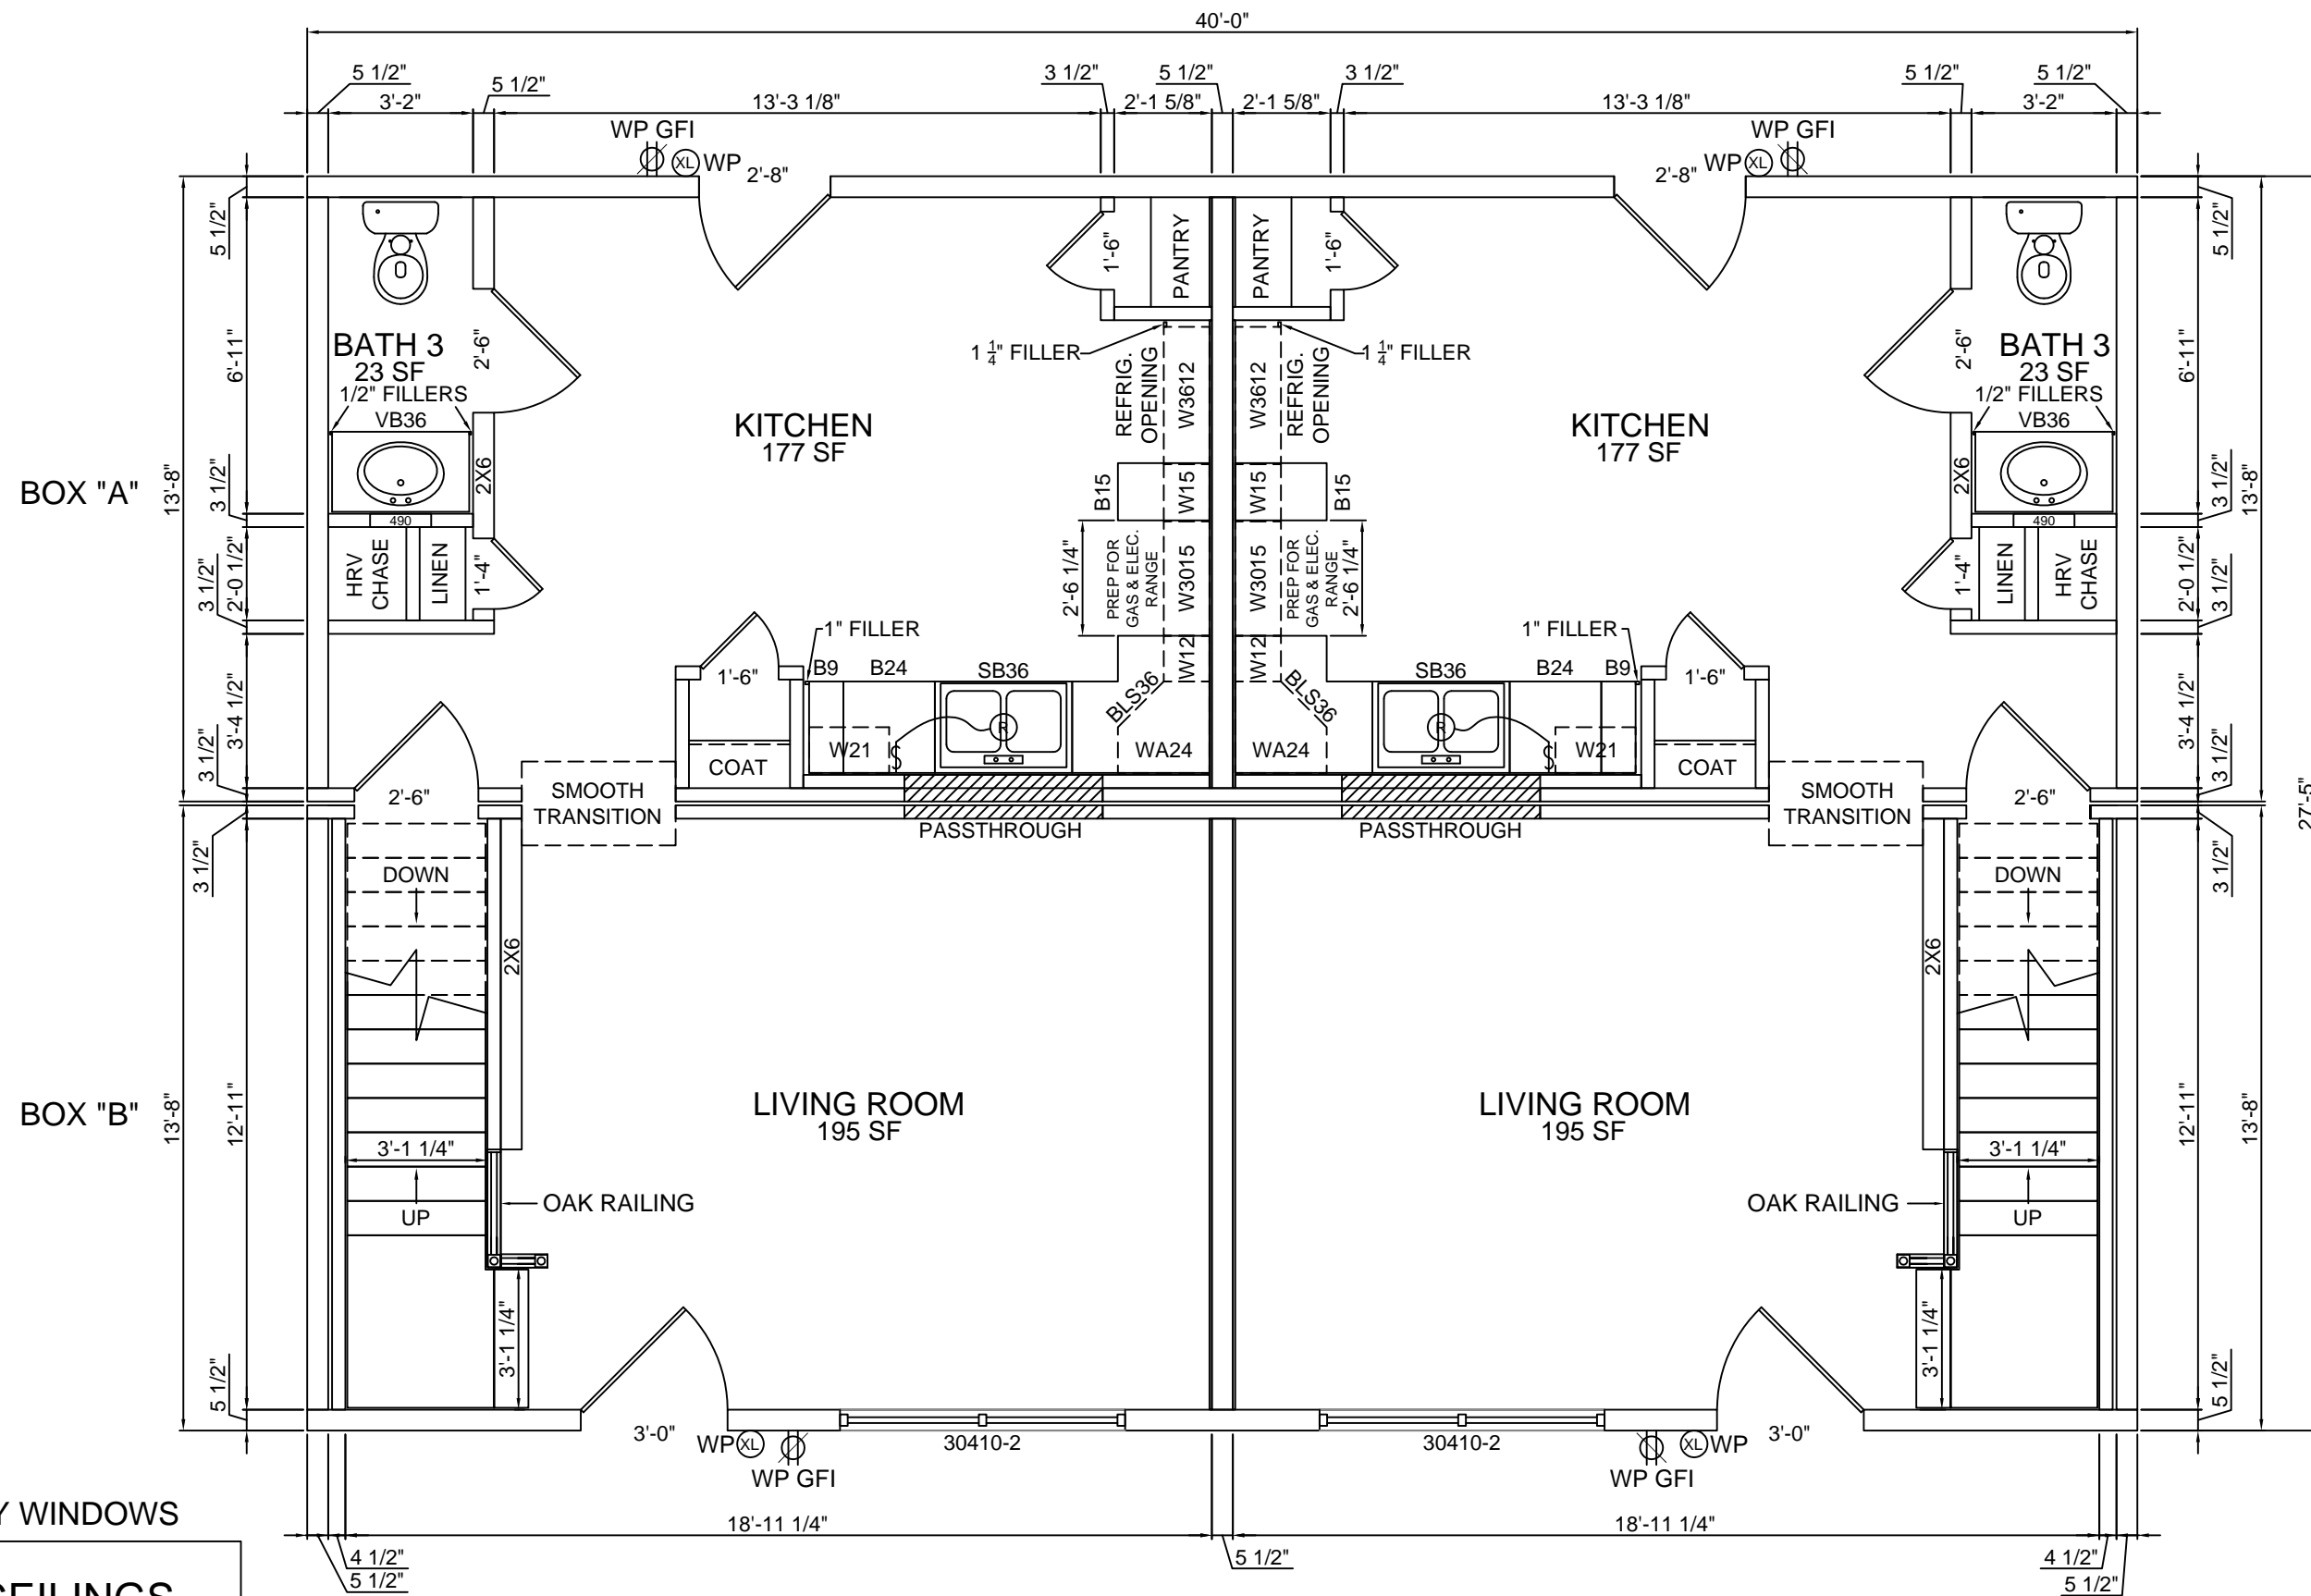 40'-0"
5 1/2"
5 1/2"
3 1/2"
5 1/2"
3 1/2"
5 1/2"
5 1/2"
3'-2"
13'-3 1/8"
2'-1 5/8"
2'-1 5/8"
13'-3 1/8"
3'-2"
WP GFI
XL WP
2'-8"
WP GFI
2'-8"
WP XL
5 1/2"
5 1/2"
1'-6"
PANTRY
PANTRY
1'-6"
BATH 3
23 SF
1/2" FILLERS
VB36
2'-6"
6'-11"
1 1/4" FILLER
REFRIG.
OPENING
W3612
W3612
REFRIG.
OPENING
1 1/4" FILLER
2'-6"
BATH 3
23 SF
1/2" FILLERS
VB36
6'-11"
KITCHEN
177 SF
KITCHEN
177 SF
BOX "A"
13'-8"
3 1/2"
2X6
490
B15
W15
W15
B15
2X6
490
3 1/2"
13'-8"
3 1/2"
2'-0 1/2"
HRV
CHASE
LINEN
1'-4"
2'-6 1/4"
PREP FOR
GAS & ELEC.
RANGE
W3015
W3015
PREP FOR
GAS & ELEC.
RANGE
2'-6 1/4"
1'-4"
LINEN
HRV
CHASE
2'-0 1/2"
3 1/2"
3'-4 1/2"
1'-6"
1" FILLER
B9
B24
SB36
W12
W12
SB36
1" FILLER
B24
B9
1'-6"
3'-4 1/2"
BLS36
BLS36
3 1/2"
COAT
W21
S
R
WA24
WA24
R
S
W21
COAT
3 1/2"
2'-6"
SMOOTH
TRANSITION
PASSTHROUGH
PASSTHROUGH
SMOOTH
TRANSITION
2'-6"
27'-5"
3 1/2"
DOWN
DOWN
3 1/2"
2X6
2X6
BOX "B"
13'-8"
12'-11"
LIVING ROOM
195 SF
LIVING ROOM
195 SF
12'-11"
13'-8"
3'-1 1/4"
3'-1 1/4"
UP
OAK RAILING
OAK RAILING
UP
3'-1 1/4"
3'-1 1/4"
5 1/2"
5 1/2"
3'-0"
WP XL
WP GFI
30410-2
30410-2
WP GFI
XL WP
3'-0"
Y WINDOWS
18'-11 1/4"
18'-11 1/4"
4 1/2"
5 1/2"
5 1/2"
4 1/2"
5 1/2"
CEILINGS